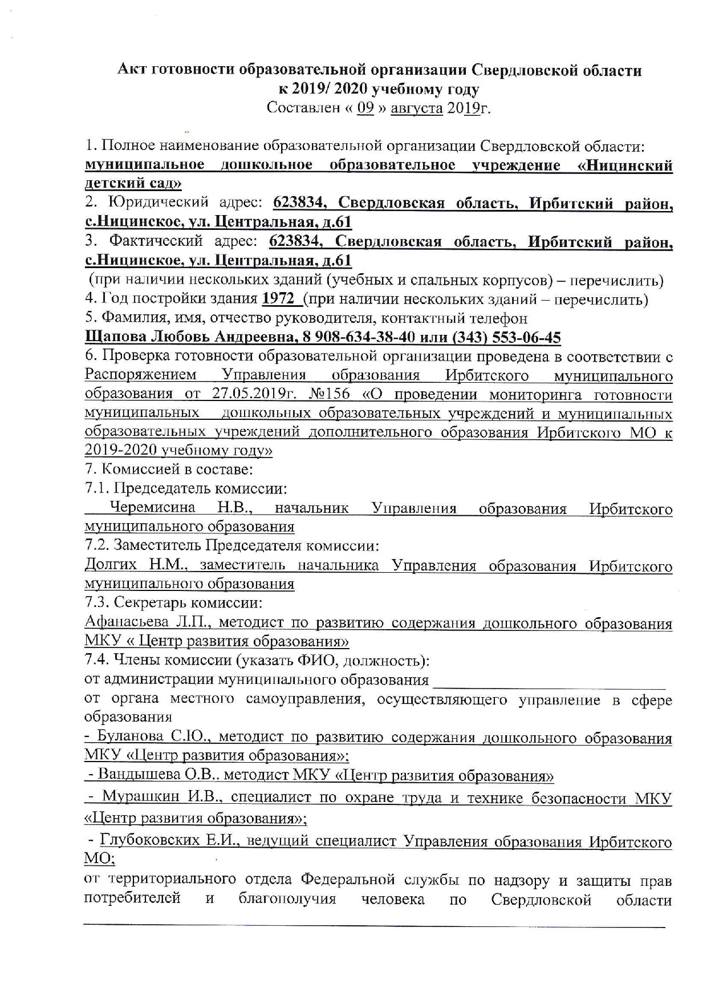 Акт готовности образовательной организации Свердловской области
к 2019/ 2020 учебному году
Составлен « 09 » августа 2019г.
1. Полное наименование образовательной организации Свердловской области:
муниципальное дошкольное образовательное учреждение «Ницинский
детский сад»
2. Юридический адрес: 623834, Свердловская область, Ирбитский район,
с.Ницинское, ул. Центральная, д.61
3. Фактический адрес: 623834, Свердловская область, Ирбитский район,
с.Ницинское, ул. Центральная, д.61
(при наличии нескольких зданий (учебных и спальных корпусов) – перечислить)
4. Год постройки здания 1972 (при наличии нескольких зданий – перечислить)
5. Фамилия, имя, отчество руководителя, контактный телефон
Щапова Любовь Андреевна, 8 908-634-38-40 или (343) 553-06-45
6. Проверка готовности образовательной организации проведена в соответствии с
Распоряжением Управления образования Ирбитского муниципального
образования от 27.05.2019г. №156 «О проведении мониторинга готовности
муниципальных дошкольных образовательных учреждений и муниципальных
образовательных учреждений дополнительного образования Ирбитского МО к
2019-2020 учебному году»
7. Комиссией в составе:
7.1. Председатель комиссии:
Черемисина Н.В., начальник Управления образования Ирбитского
муниципального образования
7.2. Заместитель Председателя комиссии:
Долгих Н.М., заместитель начальника Управления образования Ирбитского
муниципального образования
7.3. Секретарь комиссии:
Афанасьева Л.П., методист по развитию содержания дошкольного образования
МКУ « Центр развития образования»
7.4. Члены комиссии (указать ФИО, должность):
от администрации муниципального образования ____________________
от органа местного самоуправления, осуществляющего управление в сфере
образования
- Буланова С.Ю., методист по развитию содержания дошкольного образования
МКУ «Центр развития образования»;
- Вандышева О.В.. методист МКУ «Центр развития образования»
- Мурашкин И.В., специалист по охране труда и технике безопасности МКУ
«Центр развития образования»;
- Глубоковских Е.И., ведущий специалист Управления образования Ирбитского
МО;
от территориального отдела Федеральной службы по надзору и защиты прав
потребителей и благополучия человека по Свердловской области